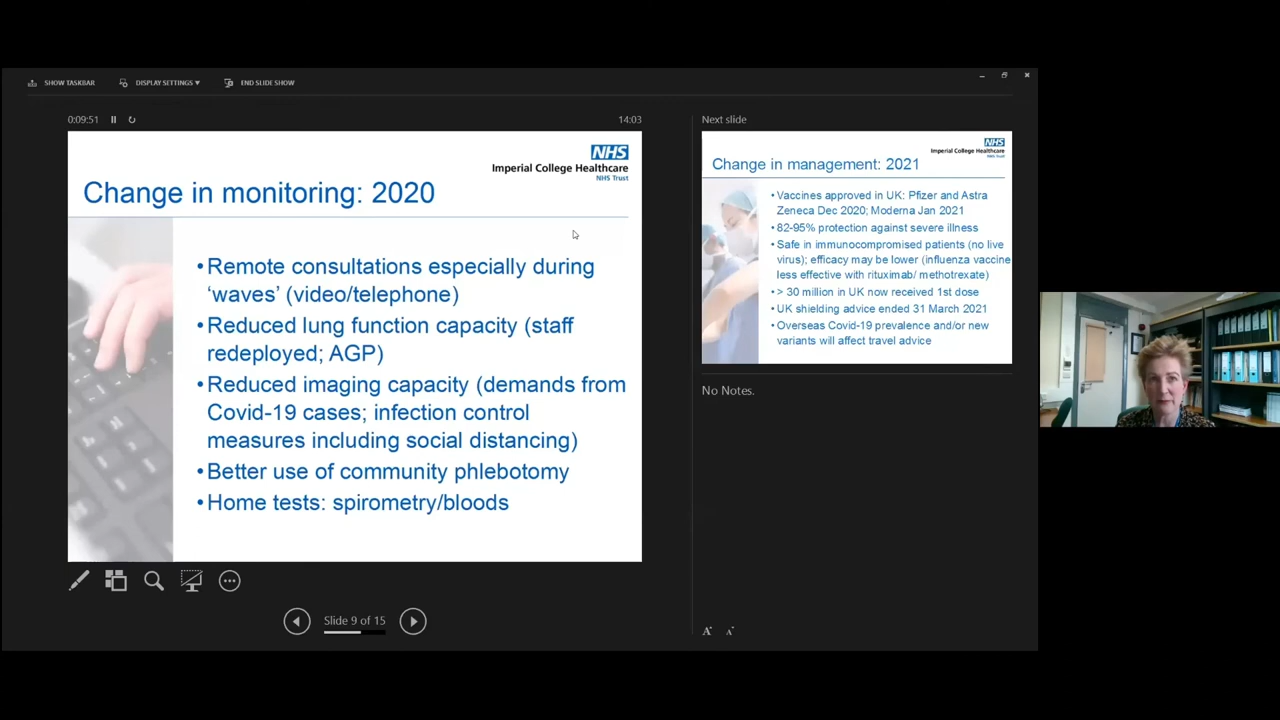 SHOW TASKBAR DISPLAY SETTINGS ▾ END SLIDE SHOW
0:09:51 14:03
NHS
Imperial College Healthcare
NHS Trust
Change in monitoring: 2020
•Remote consultations especially during
‘waves’ (video/telephone)
•Reduced lung function capacity (staff
redeployed; AGP)
•Reduced imaging capacity (demands from
Covid-19 cases; infection control
measures including social distancing)
•Better use of community phlebotomy
•Home tests: spirometry/bloods
Slide 9 of 15
Next slide
NHS
Imperial College Healthcare
NHS Trust
Change in management: 2021
• Vaccines approved in UK: Pfizer and Astra
Zeneca Dec 2020; Moderna Jan 2021
• 82-95% protection against severe illness
• Safe in immunocompromised patients (no live
virus); efficacy may be lower (influenza vaccine
less effective with rituximab/ methotrexate)
• > 30 million in UK now received 1st dose
• UK shielding advice ended 31 March 2021
• Overseas Covid-19 prevalence and/or new
variants will affect travel advice
No Notes.
A A